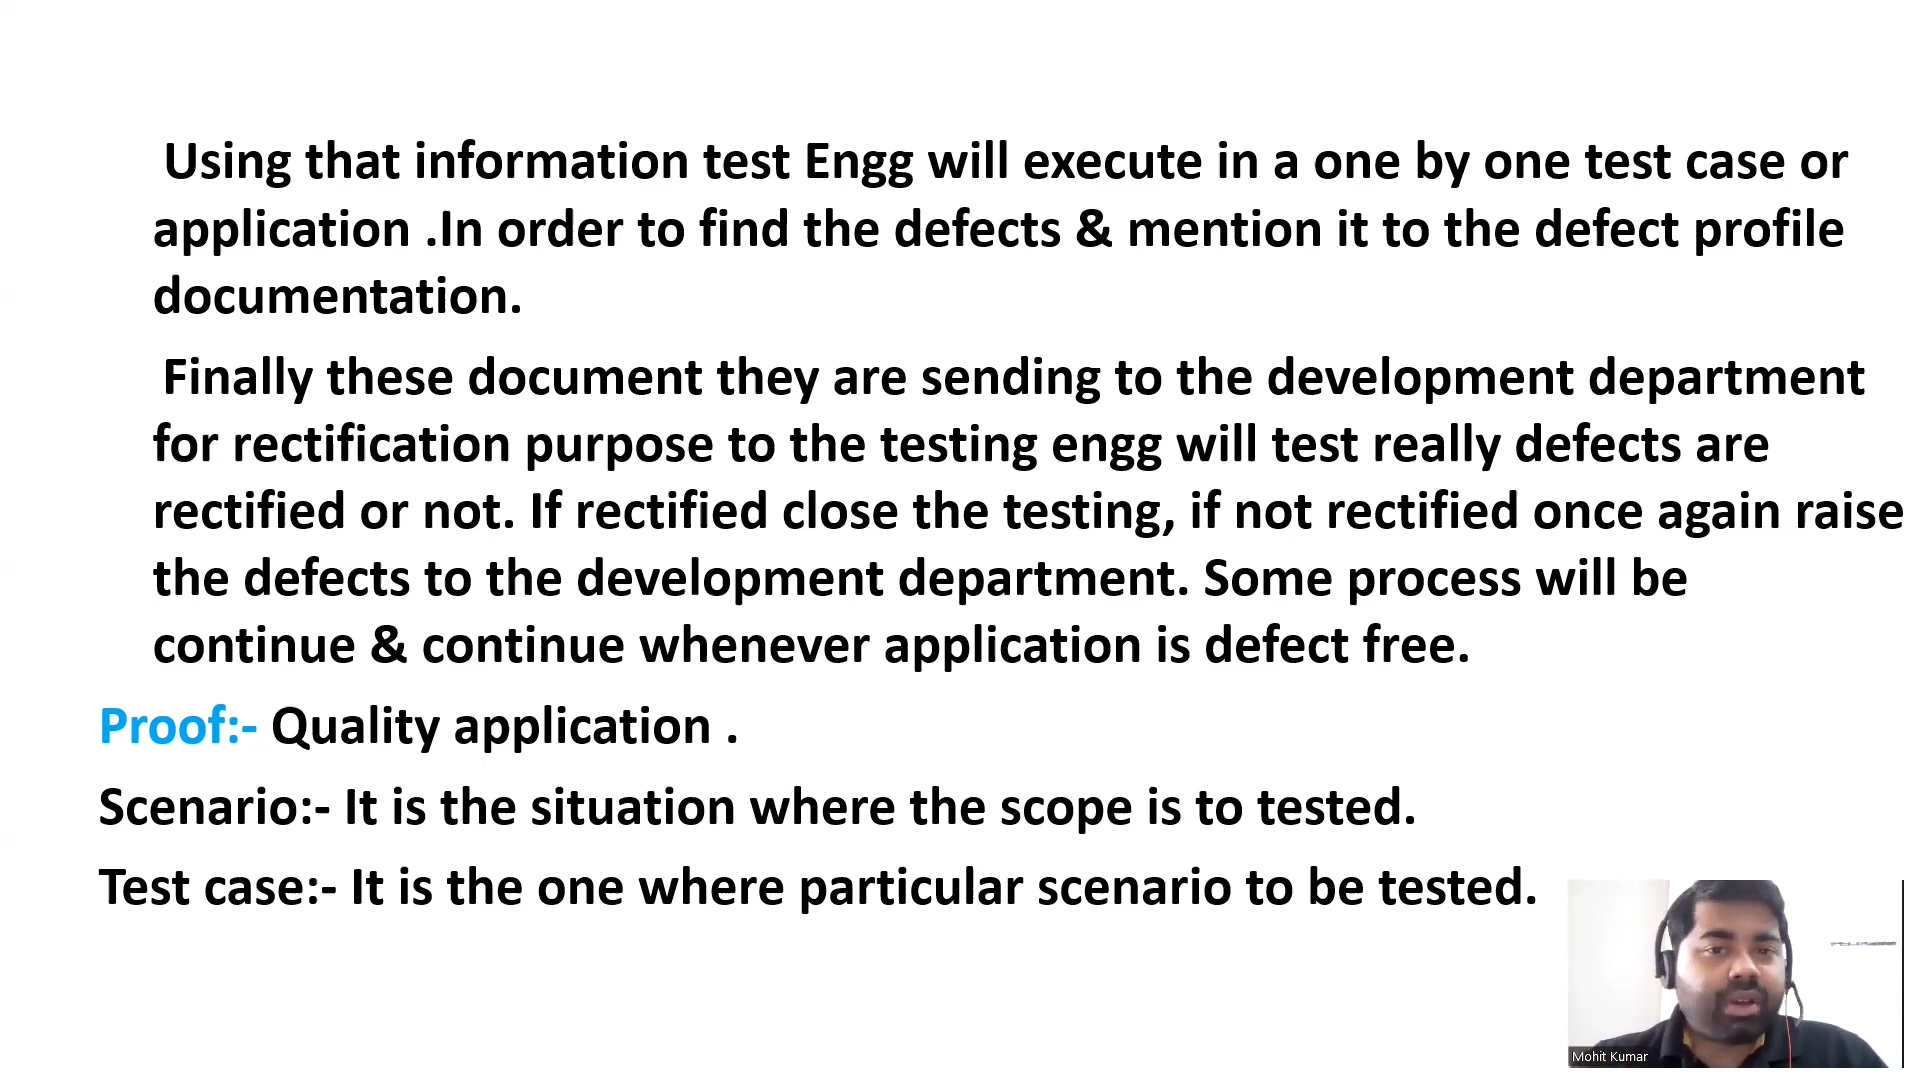 Using that information test Engg will execute in a one by one test case or
application .In order to find the defects & mention it to the defect profile
documentation.
Finally these document they are sending to the development department
for rectification purpose to the testing engg will test really defects are
rectified or not. If rectified close the testing, if not rectified once again raise
the defects to the development department. Some process will be
continue & continue whenever application is defect free.
Proof:- Quality application .
Scenario:- It is the situation where the scope is to tested.
Test case:- It is the one where particular scenario to be tested.
Mohit Kumar